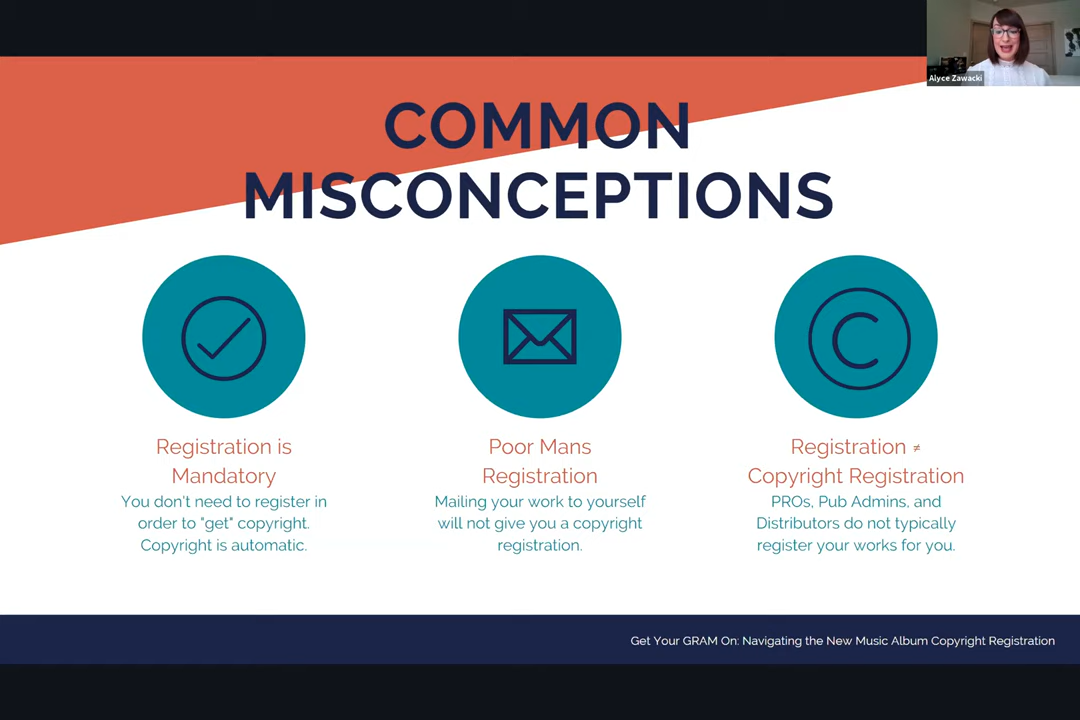 Alyce Zawacki
COMMON
MISCONCEPTIONS
Registration is
Mandatory
You don't need to register in
order to "get" copyright.
Copyright is automatic.
Poor Mans
Registration
Mailing your work to yourself
will not give you a copyright
registration.
C
Registration ≠
Copyright Registration
PROs, Pub Admins, and
Distributors do not typically
register your works for you.
Get Your GRAM On: Navigating the New Music Album Copyright Registration